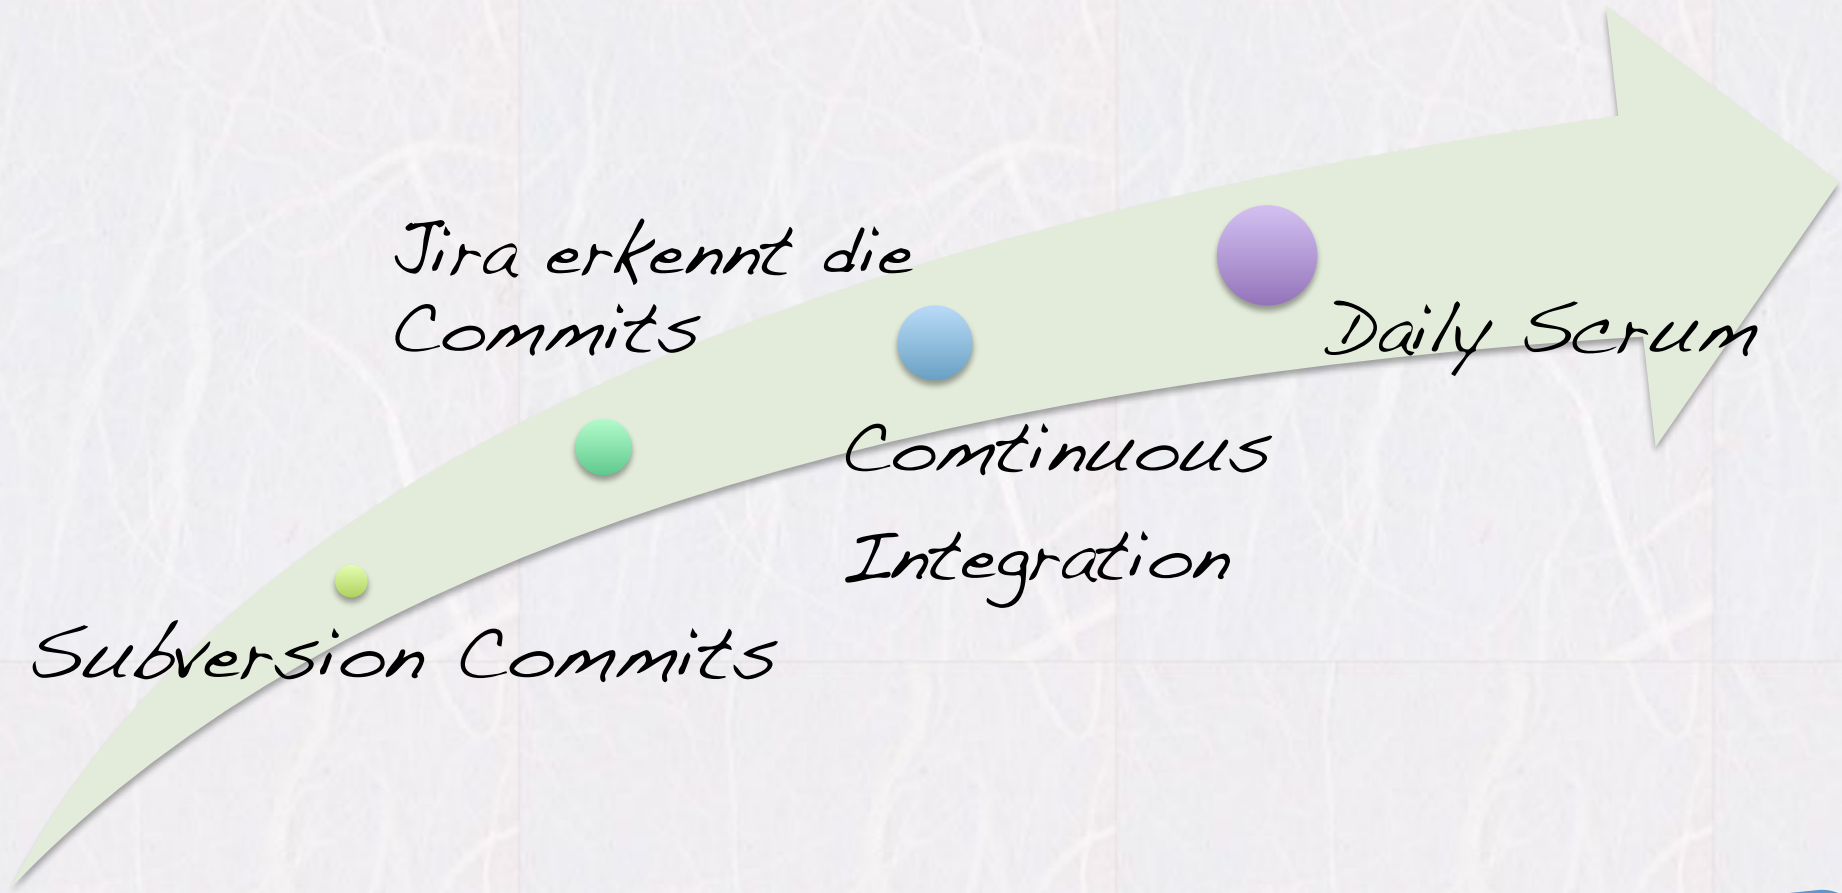 Subversion Commits
Jira erkennt die
Commits
Comtinuous
Integration
Daily Scrum